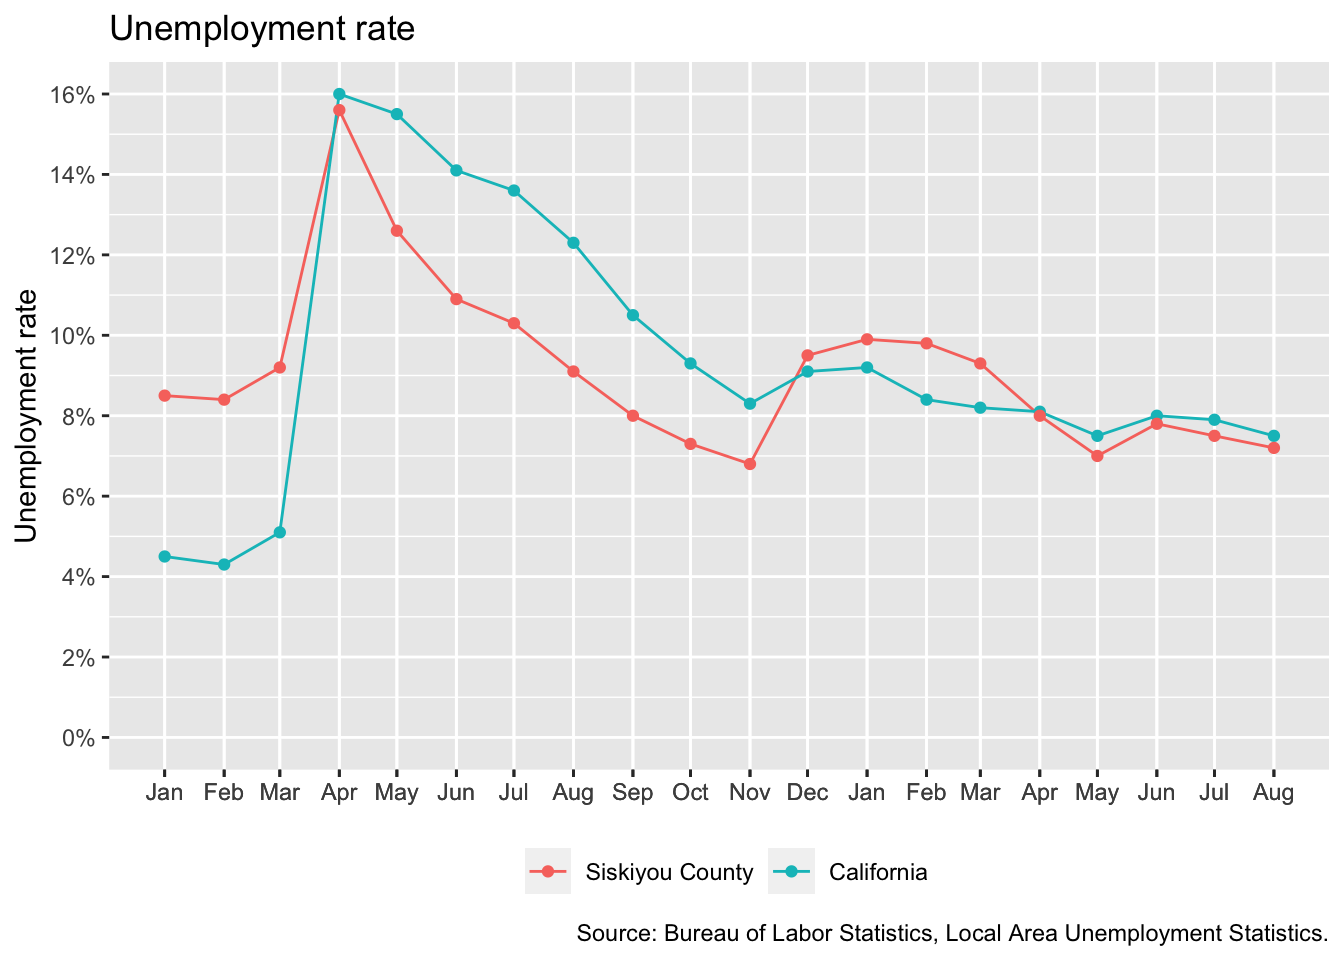 Unemployment rate
Unemployment rate
16%
14%
12%
10%
8%
6%
4%
2%
0%
Jan Feb Mar Apr May Jun Jul Aug Sep Oct Nov Dec Jan Feb Mar Apr May Jun Jul Aug
Siskiyou County California
Source: Bureau of Labor Statistics, Local Area Unemployment Statistics.